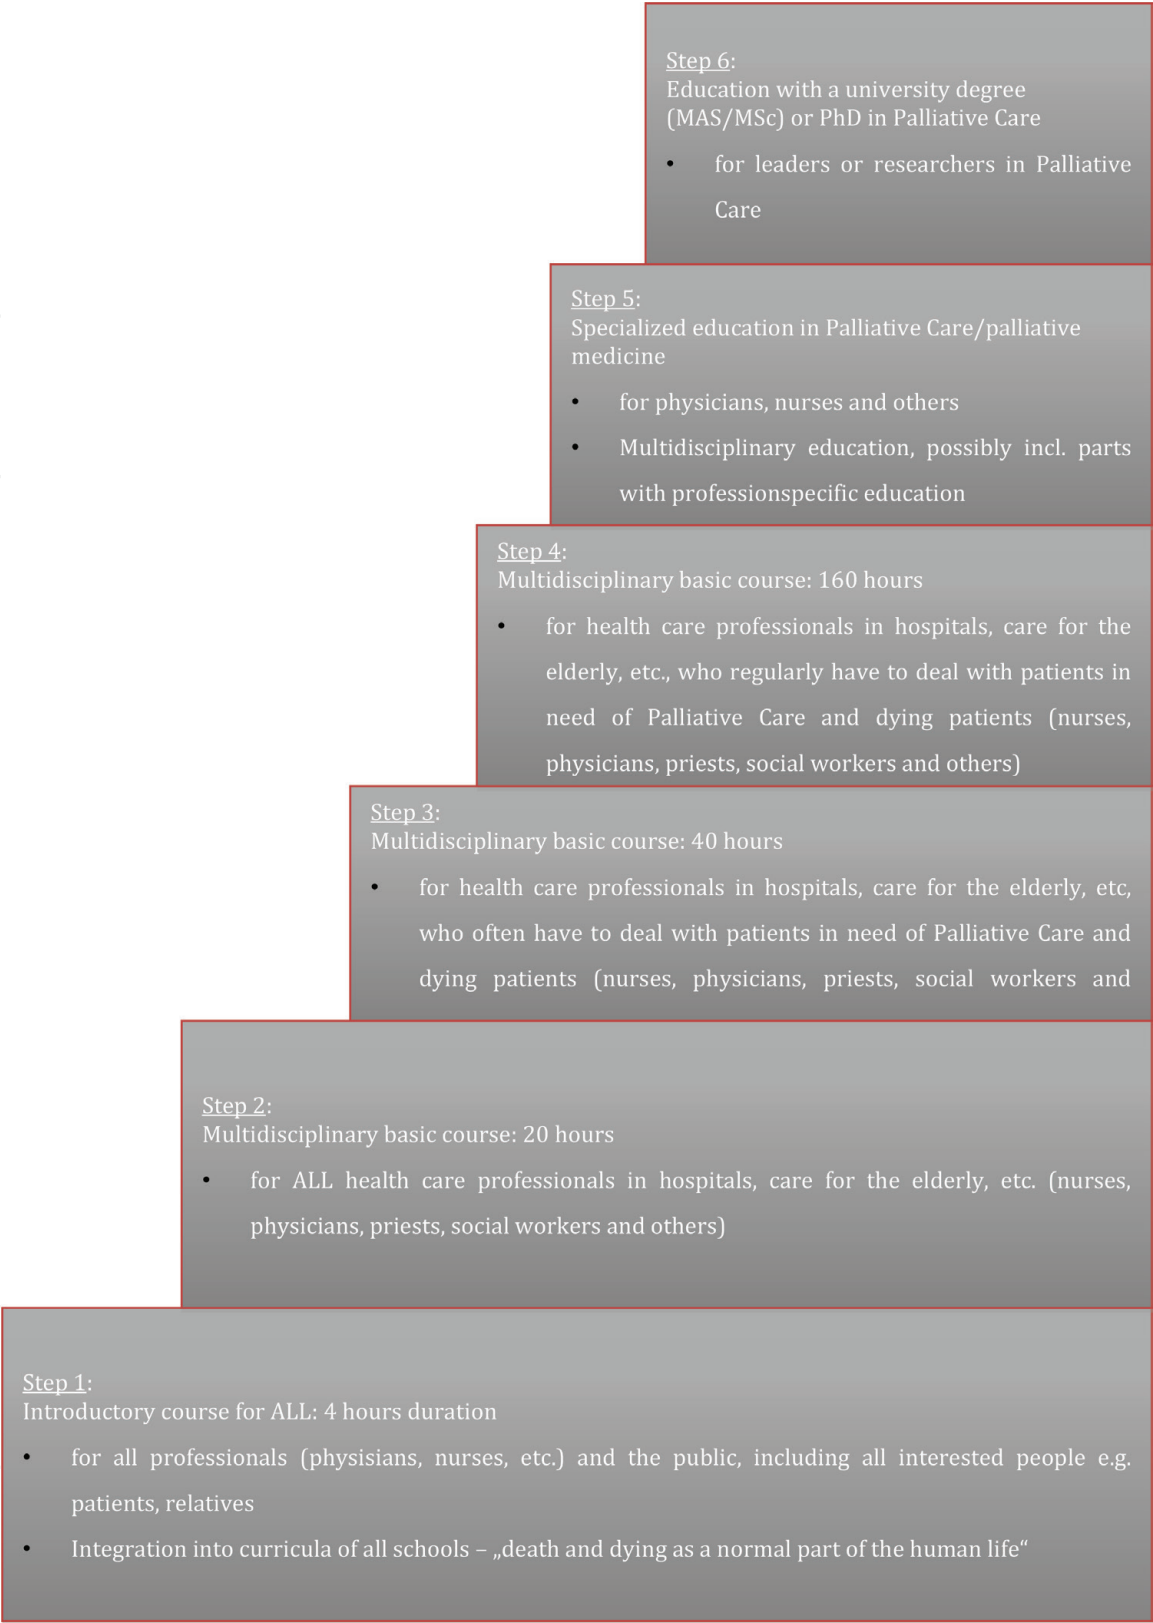 Step 6:
Education with a university degree
(MAS/MSc) or PhD in Palliative Care
• for leaders or researchers in Palliative
Care
Step 5:
Specialized education in Palliative Care/palliative
medicine
• for physicians, nurses and others
• Multidisciplinary education, possibly incl. parts
with professionspecific education
Step 4:
Multidisciplinary basic course: 160 hours
• for health care professionals in hospitals, care for the
elderly, etc., who regularly have to deal with patients in
need of Palliative Care and dying patients (nurses,
physicians, priests, social workers and others)
Step 3:
Multidisciplinary basic course: 40 hours
• for health care professionals in hospitals, care for the elderly, etc,
who often have to deal with patients in need of Palliative Care and
dying patients (nurses, physicians, priests, social workers and
Step 2:
Multidisciplinary basic course: 20 hours
• for ALL health care professionals in hospitals, care for the elderly, etc. (nurses,
physicians, priests, social workers and others)
Step 1:
Introductory course for ALL: 4 hours duration
• for all professionals (physisians, nurses, etc.) and the public, including all interested people e.g.
patients, relatives
• Integration into curricula of all schools – „death and dying as a normal part of the human life“